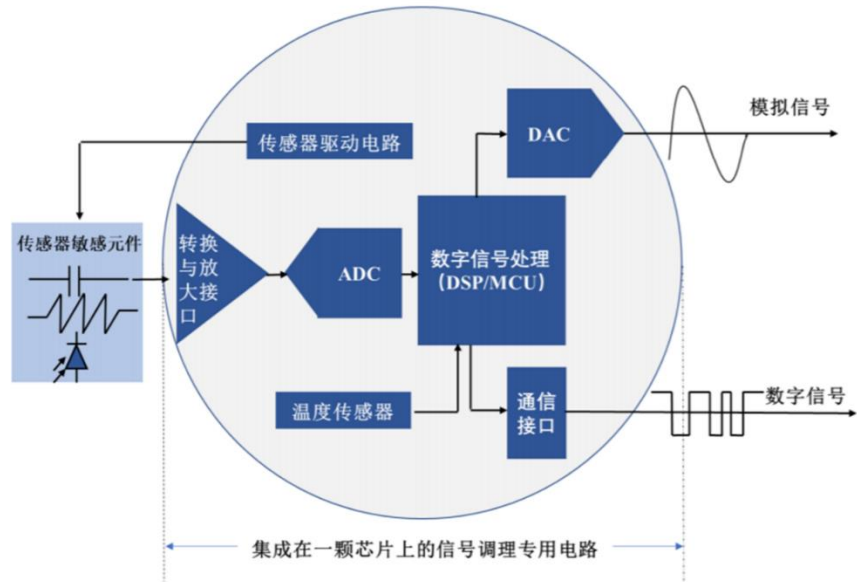 模拟信号
DAC
传感器驱动电路
传感器敏感元件
转换
与放
大接
口
ADC
数字信号处理
(DSP/MCU)
温度传感器
通信
接口
数字信号
集成在一颗芯片上的信号调理专用电路